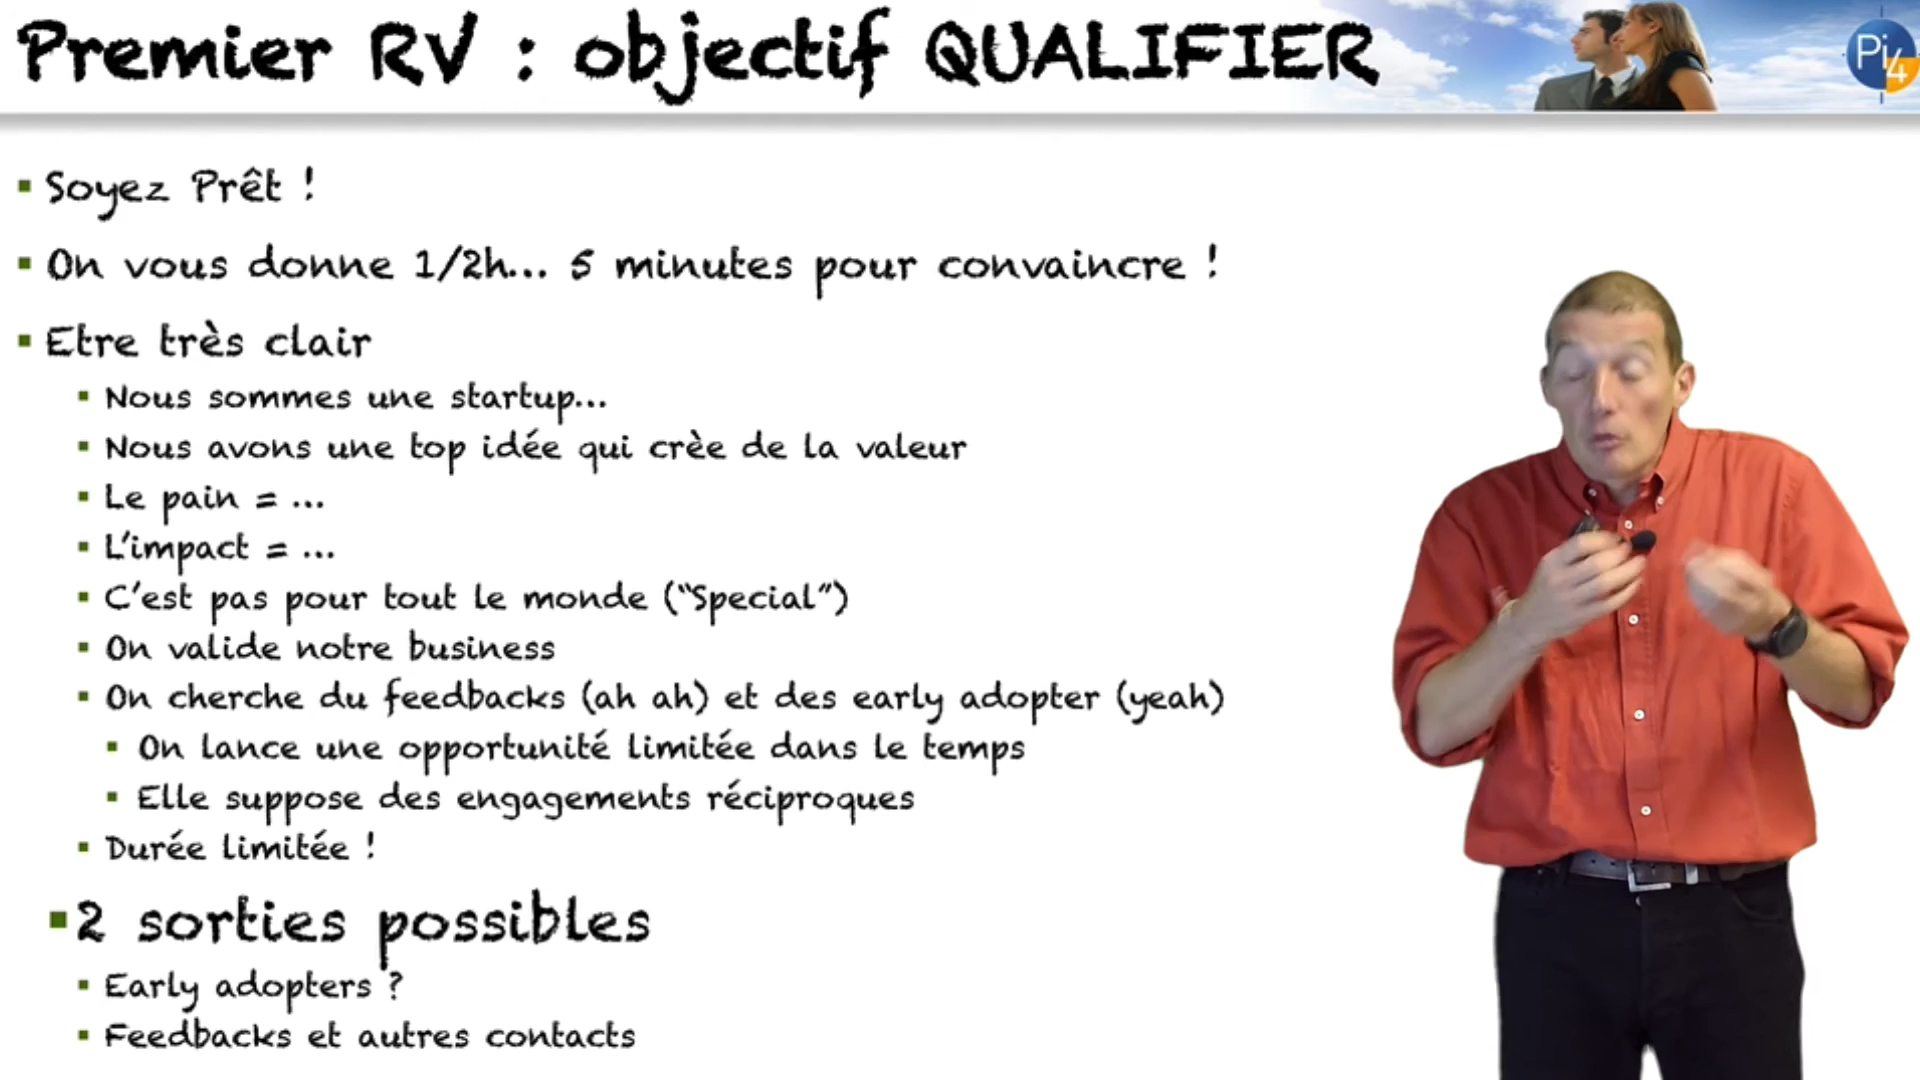 Premier RV : objectif QUALIFIER
Pi4
Soyez Prêt !
On vous donne 1/2h... 5 minutes pour convaincre !
Etre très clair
Nous sommes une startup...
Nous avons une top idée qui crèe de la valeur
Le pain = ...
L'impact = ...
C'est pas pour tout le monde ("Special")
On valide notre business
On cherche du feedbacks (ah ah) et des early adopter (yeah)
On lance une opportunité limitée dans le temps
Elle suppose des engagements réciproques
Durée limitée !
2 sorties possibles
Early adopters ?
Feedbacks et autres contacts